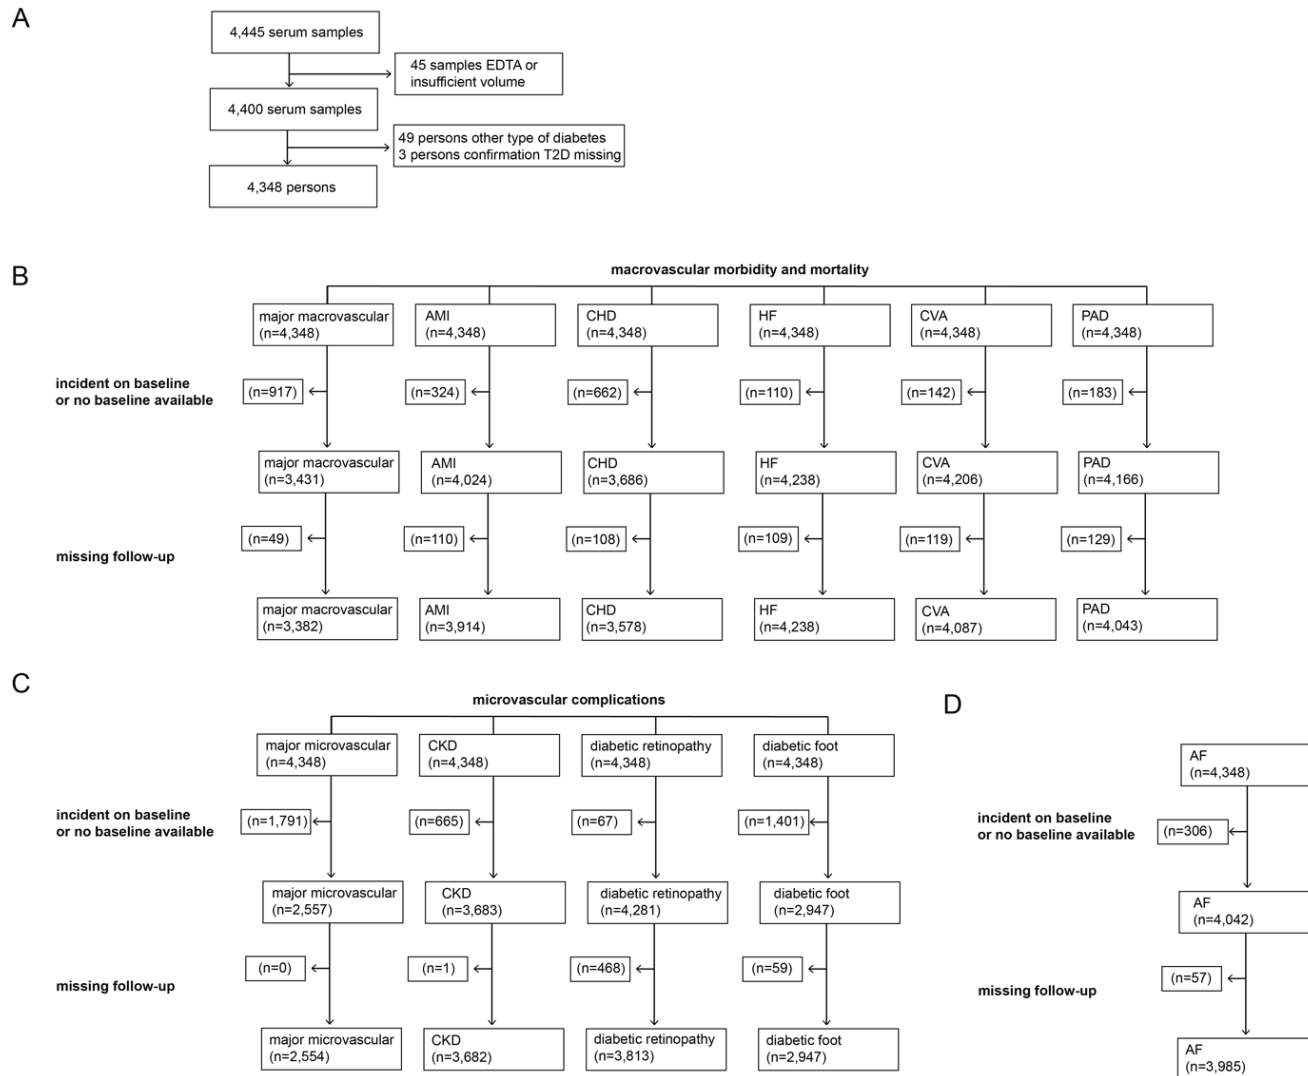 A
4,445 serum samples
45 samples EDTA or
insufficient volume
4,400 serum samples
49 persons other type of diabetes
3 persons confirmation T2D missing
4,348 persons
B
macrovascular morbidity and mortality
major macrovascular
(n=4,348)
AMI
(n=4,348)
CHD
(n=4,348)
HF
(n=4,348)
CVA
(n=4,348)
PAD
(n=4,348)
incident on baseline
or no baseline available
(n=917)
(n=324)
(n=662)
(n=110)
(n=142)
(n=183)
major macrovascular
(n=3,431)
AMI
(n=4,024)
CHD
(n=3,686)
HF
(n=4,238)
CVA
(n=4,206)
PAD
(n=4,166)
missing follow-up
(n=49)
(n=110)
(n=108)
(n=109)
(n=119)
(n=129)
major macrovascular
(n=3,382)
AMI
(n=3,914)
CHD
(n=3,578)
HF
(n=4,238)
CVA
(n=4,087)
PAD
(n=4,043)
C
microvascular complications
major microvascular
(n=4,348)
CKD
(n=4,348)
diabetic retinopathy
(n=4,348)
diabetic foot
(n=4,348)
incident on baseline
or no baseline available
(n=1,791)
(n=665)
(n=67)
(n=1,401)
major microvascular
(n=2,557)
CKD
(n=3,683)
diabetic retinopathy
(n=4,281)
diabetic foot
(n=2,947)
missing follow-up
(n=0)
(n=1)
(n=468)
(n=59)
major microvascular
(n=2,554)
CKD
(n=3,682)
diabetic retinopathy
(n=3,813)
diabetic foot
(n=2,947)
D
AF
(n=4,348)
incident on baseline
or no baseline available
(n=306)
AF
(n=4,042)
missing follow-up
(n=57)
AF
(n=3,985)